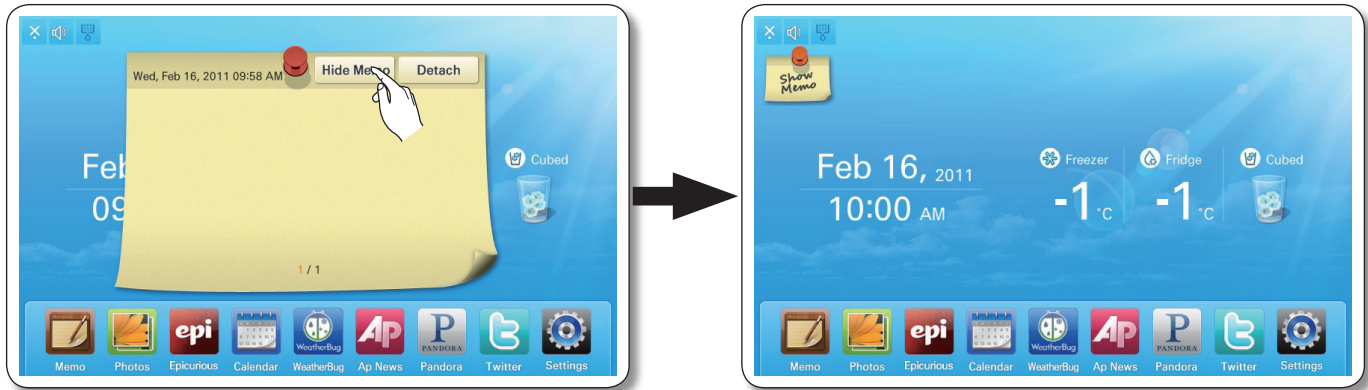 Wed, Feb 16, 2011 09:58 AM
Hide Memo
Detach
Feb
09
Cubed
1 / 1
epi
WeatherBug
AP
P
PANDORA
t
Memo Photos Epicurious Calendar WeatherBug Ap News Pandora Twitter Settings
Show
Memo
Feb 16, 2011
10:00 AM
Freezer
-1 °C
Fridge
-1 °C
Cubed
epi
WeatherBug
AP
P
PANDORA
t
Memo Photos Epicurious Calendar WeatherBug Ap News Pandora Twitter Settings